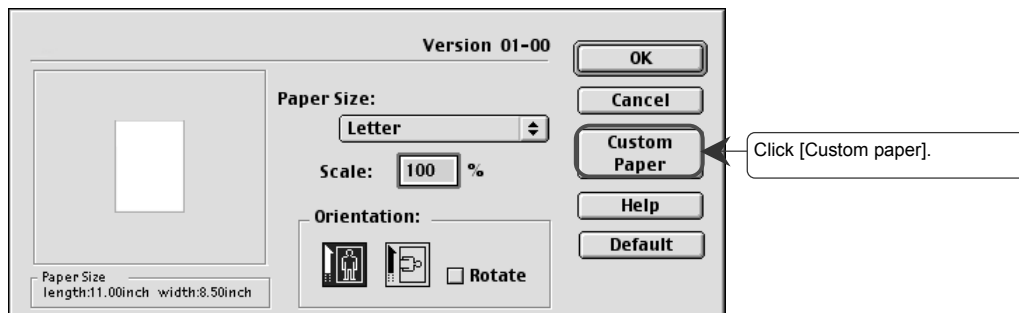 Version 01-00
OK
Paper Size:
Cancel
Letter
Custom
Paper
Click [Custom paper].
Scale: 100 %
Help
Orientation:
Default
Rotate
Paper Size
length:11.00inch width:8.50inch